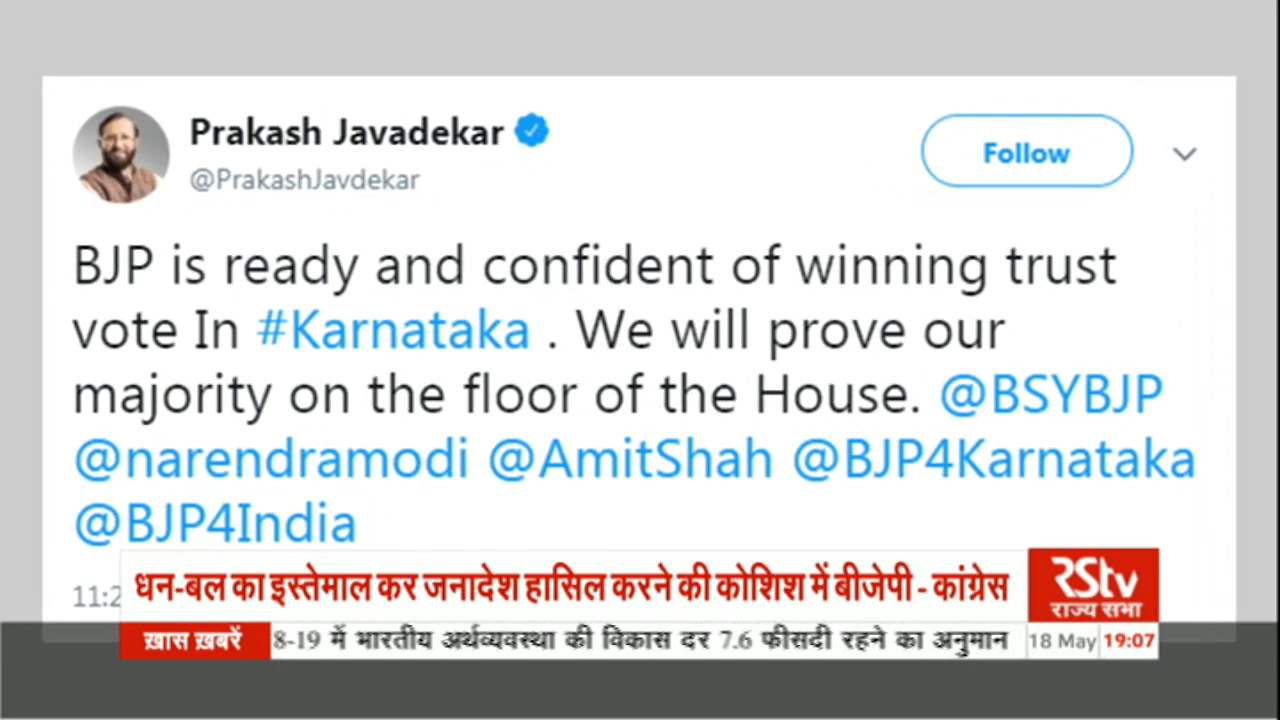 Prakash Javadekar
@PrakashJavdekar
Follow
BJP is ready and confident of winning trust
vote In #Karnataka . We will prove our
majority on the floor of the House. @BSYBJP
@narendramodi @AmitShah @BJP4Karnataka
@BJP4India
11:2
धन-बल का इस्तेमाल कर जनादेश हासिल करने की कोशिश में बीजेपी - कांग्रेस
RStv
राज्य सभा
ख़ास ख़बरें
8-19 में भारतीय अर्थव्यवस्था की विकास दर 7.6 फीसदी रहने का अनुमान
18 May 19:07